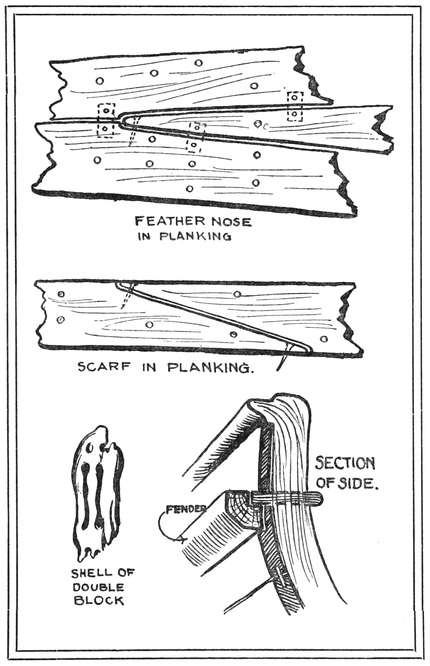 FEATHER NOSE
IN PLANKING
SCARF IN PLANKING.
SECTION
OF SIDE.
FENDER
SHELL OF
DOUBLE
BLOCK